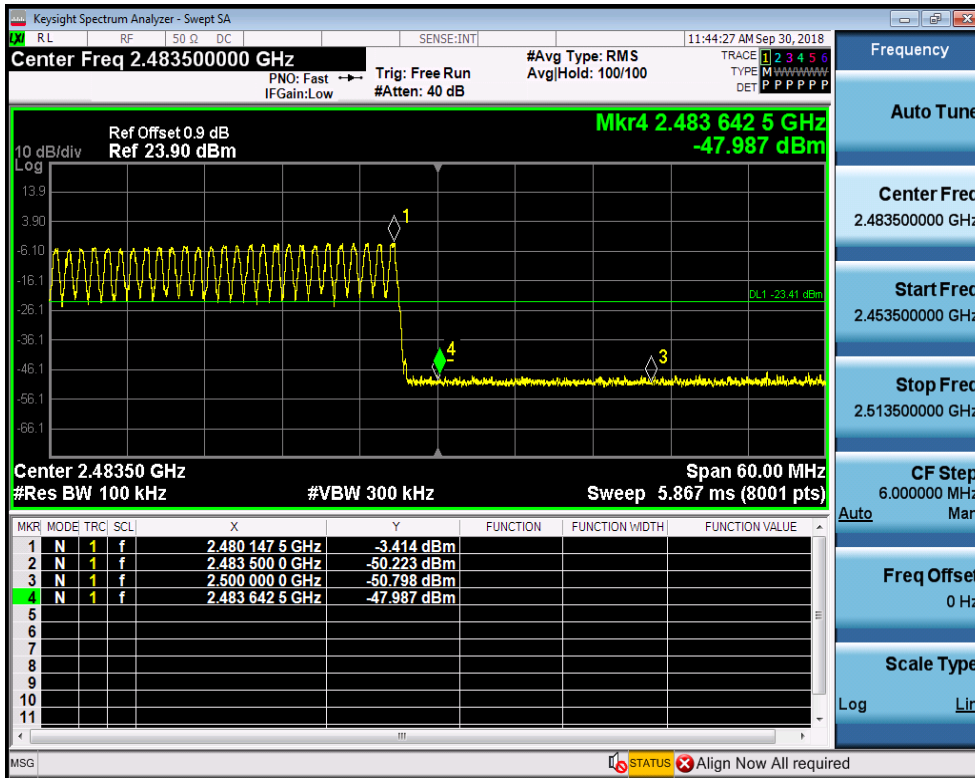 Keysight Spectrum Analyzer - Swept SA
LXI RL RF 50 Ω DC SENSE:INT 11:44:27 AM Sep 30, 2018
Center Freq 2.483500000 GHz
PNO: Fast
IFGain:Low
Trig: Free Run
#Atten: 40 dB
#Avg Type: RMS
Avg|Hold: 100/100
TRACE 1 2 3 4 5 6
TYPE M W W W W W
DET P P P P P P
Mkr4 2.483 642 5 GHz
-47.987 dBm
Ref Offset 0.9 dB
10 dB/div Ref 23.90 dBm
Log
13.9
3.90
-6.10
-16.1
-26.1
-36.1
-46.1
-56.1
-66.1
1
DL1 -23.41 dBm
4
3
Center 2.48350 GHz Span 60.00 MHz
#Res BW 100 kHz #VBW 300 kHz Sweep 5.867 ms (8001 pts)
MKR MODE TRC SCL X Y FUNCTION FUNCTION WIDTH FUNCTION VALUE
1 N 1 f 2.480 147 5 GHz -3.414 dBm
2 N 1 f 2.483 500 0 GHz -50.223 dBm
3 N 1 f 2.500 000 0 GHz -50.798 dBm
4 N 1 f 2.483 642 5 GHz -47.987 dBm
5
6
7
8
9
10
11
MSG STATUS Align Now All required
Frequency
Auto Tune
Center Freq
2.483500000 GHz
Start Freq
2.453500000 GHz
Stop Freq
2.513500000 GHz
CF Step
6.000000 MHz
Auto Man
Freq Offset
0 Hz
Scale Type
Log Lin